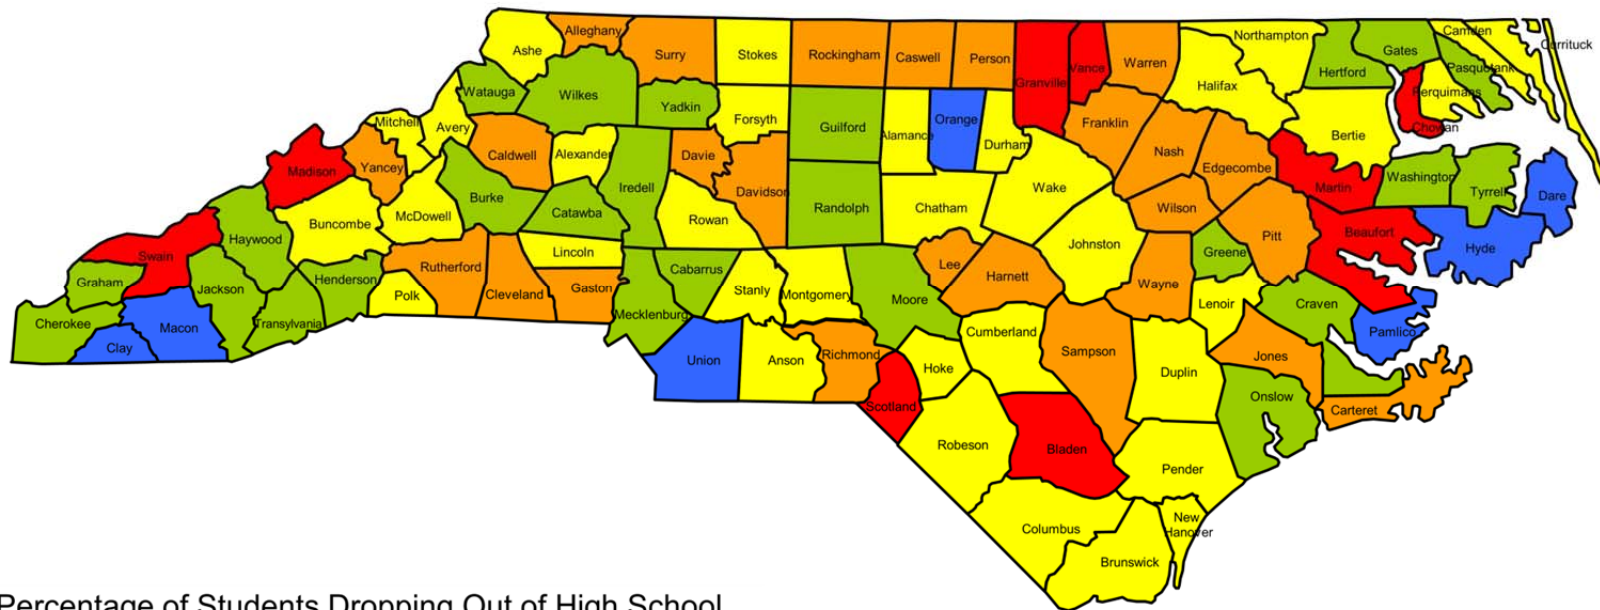 Ashe
Alleghany
Surry
Stokes
Rockingham
Caswell
Person
Granville
Vance
Warren
Northampton
Halifax
Hertford
Gates
Camden
Currituck
Pasquotank
Perquimans
Chowan
Bertie
Watauga
Wilkes
Yadkin
Forsyth
Guilford
Alamance
Orange
Durham
Franklin
Nash
Edgecombe
Martin
Washington
Tyrrell
Dare
Mitchell
Avery
Yancey
Madison
Caldwell
Alexander
Davie
Iredell
Davidson
Burke
Catawba
Rowan
Randolph
Chatham
Wake
Wilson
Pitt
Beaufort
Hyde
Buncombe
McDowell
Haywood
Swain
Graham
Jackson
Henderson
Transylvania
Polk
Rutherford
Cleveland
Lincoln
Gaston
Cabarrus
Mecklenburg
Stanly
Montgomery
Moore
Lee
Harnett
Johnston
Wayne
Greene
Lenoir
Craven
Pamlico
Cherokee
Clay
Macon
Union
Anson
Richmond
Scotland
Hoke
Cumberland
Sampson
Duplin
Jones
Onslow
Carteret
Robeson
Bladen
Pender
Columbus
New
Hanover
Brunswick
Percentage of Students Dropping Out of High School